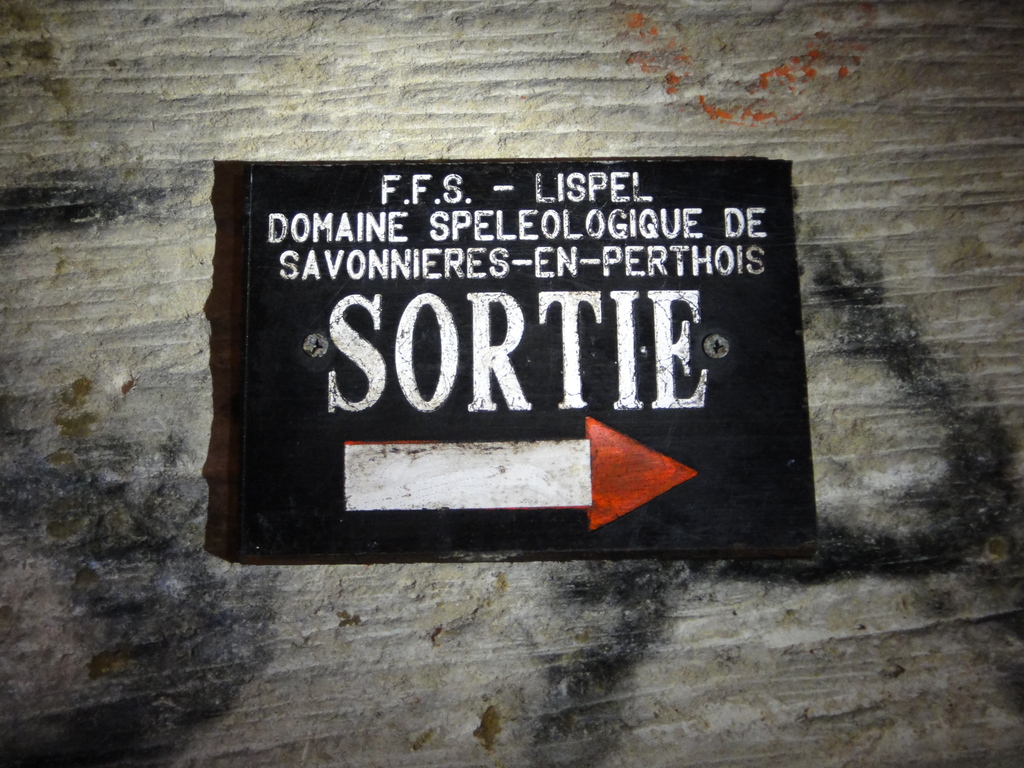 F.F.S. - LISPEL
DOMAINE SPELEOLOGIQUE DE
SAVONNIERES-EN-PERTHOIS
SORTIE